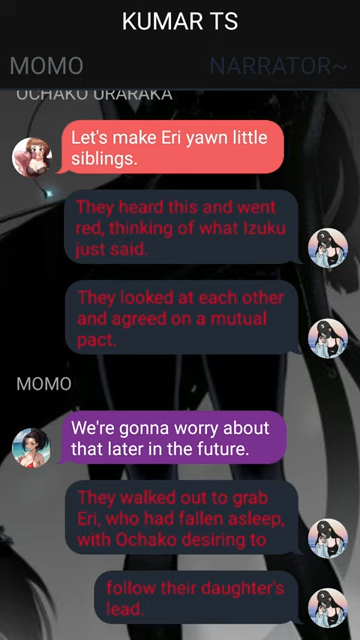 KUMAR TS
MOMO
NARRATOR~
OCHAKO URARAKA
Let's make Eri yawn little
siblings.
They heard this and went
red, thinking of what Izuku
just said.
They looked at each other
and agreed on a mutual
pact.
MOMO
We're gonna worry about
that later in the future.
They walked out to grab
Eri, who had fallen asleep,
with Ochako desiring to
follow their daughter's
lead.